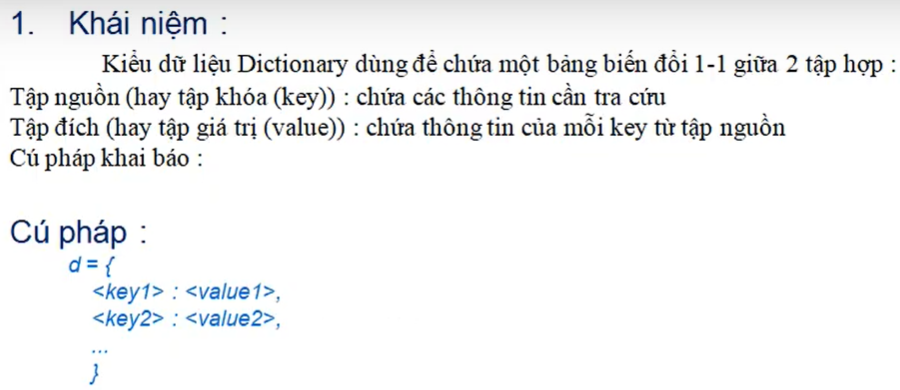 1. Khái niệm :
Kiểu dữ liệu Dictionary dùng để chứa một bảng biến đổi 1-1 giữa 2 tập hợp :
Tập nguồn (hay tập khóa (key)) : chứa các thông tin cần tra cứu
Tập đích (hay tập giá trị (value)) : chứa thông tin của mỗi key từ tập nguồn
Cú pháp khai báo :
Cú pháp :
d = {
<key1> : <value1>,
<key2> : <value2>,
...
}